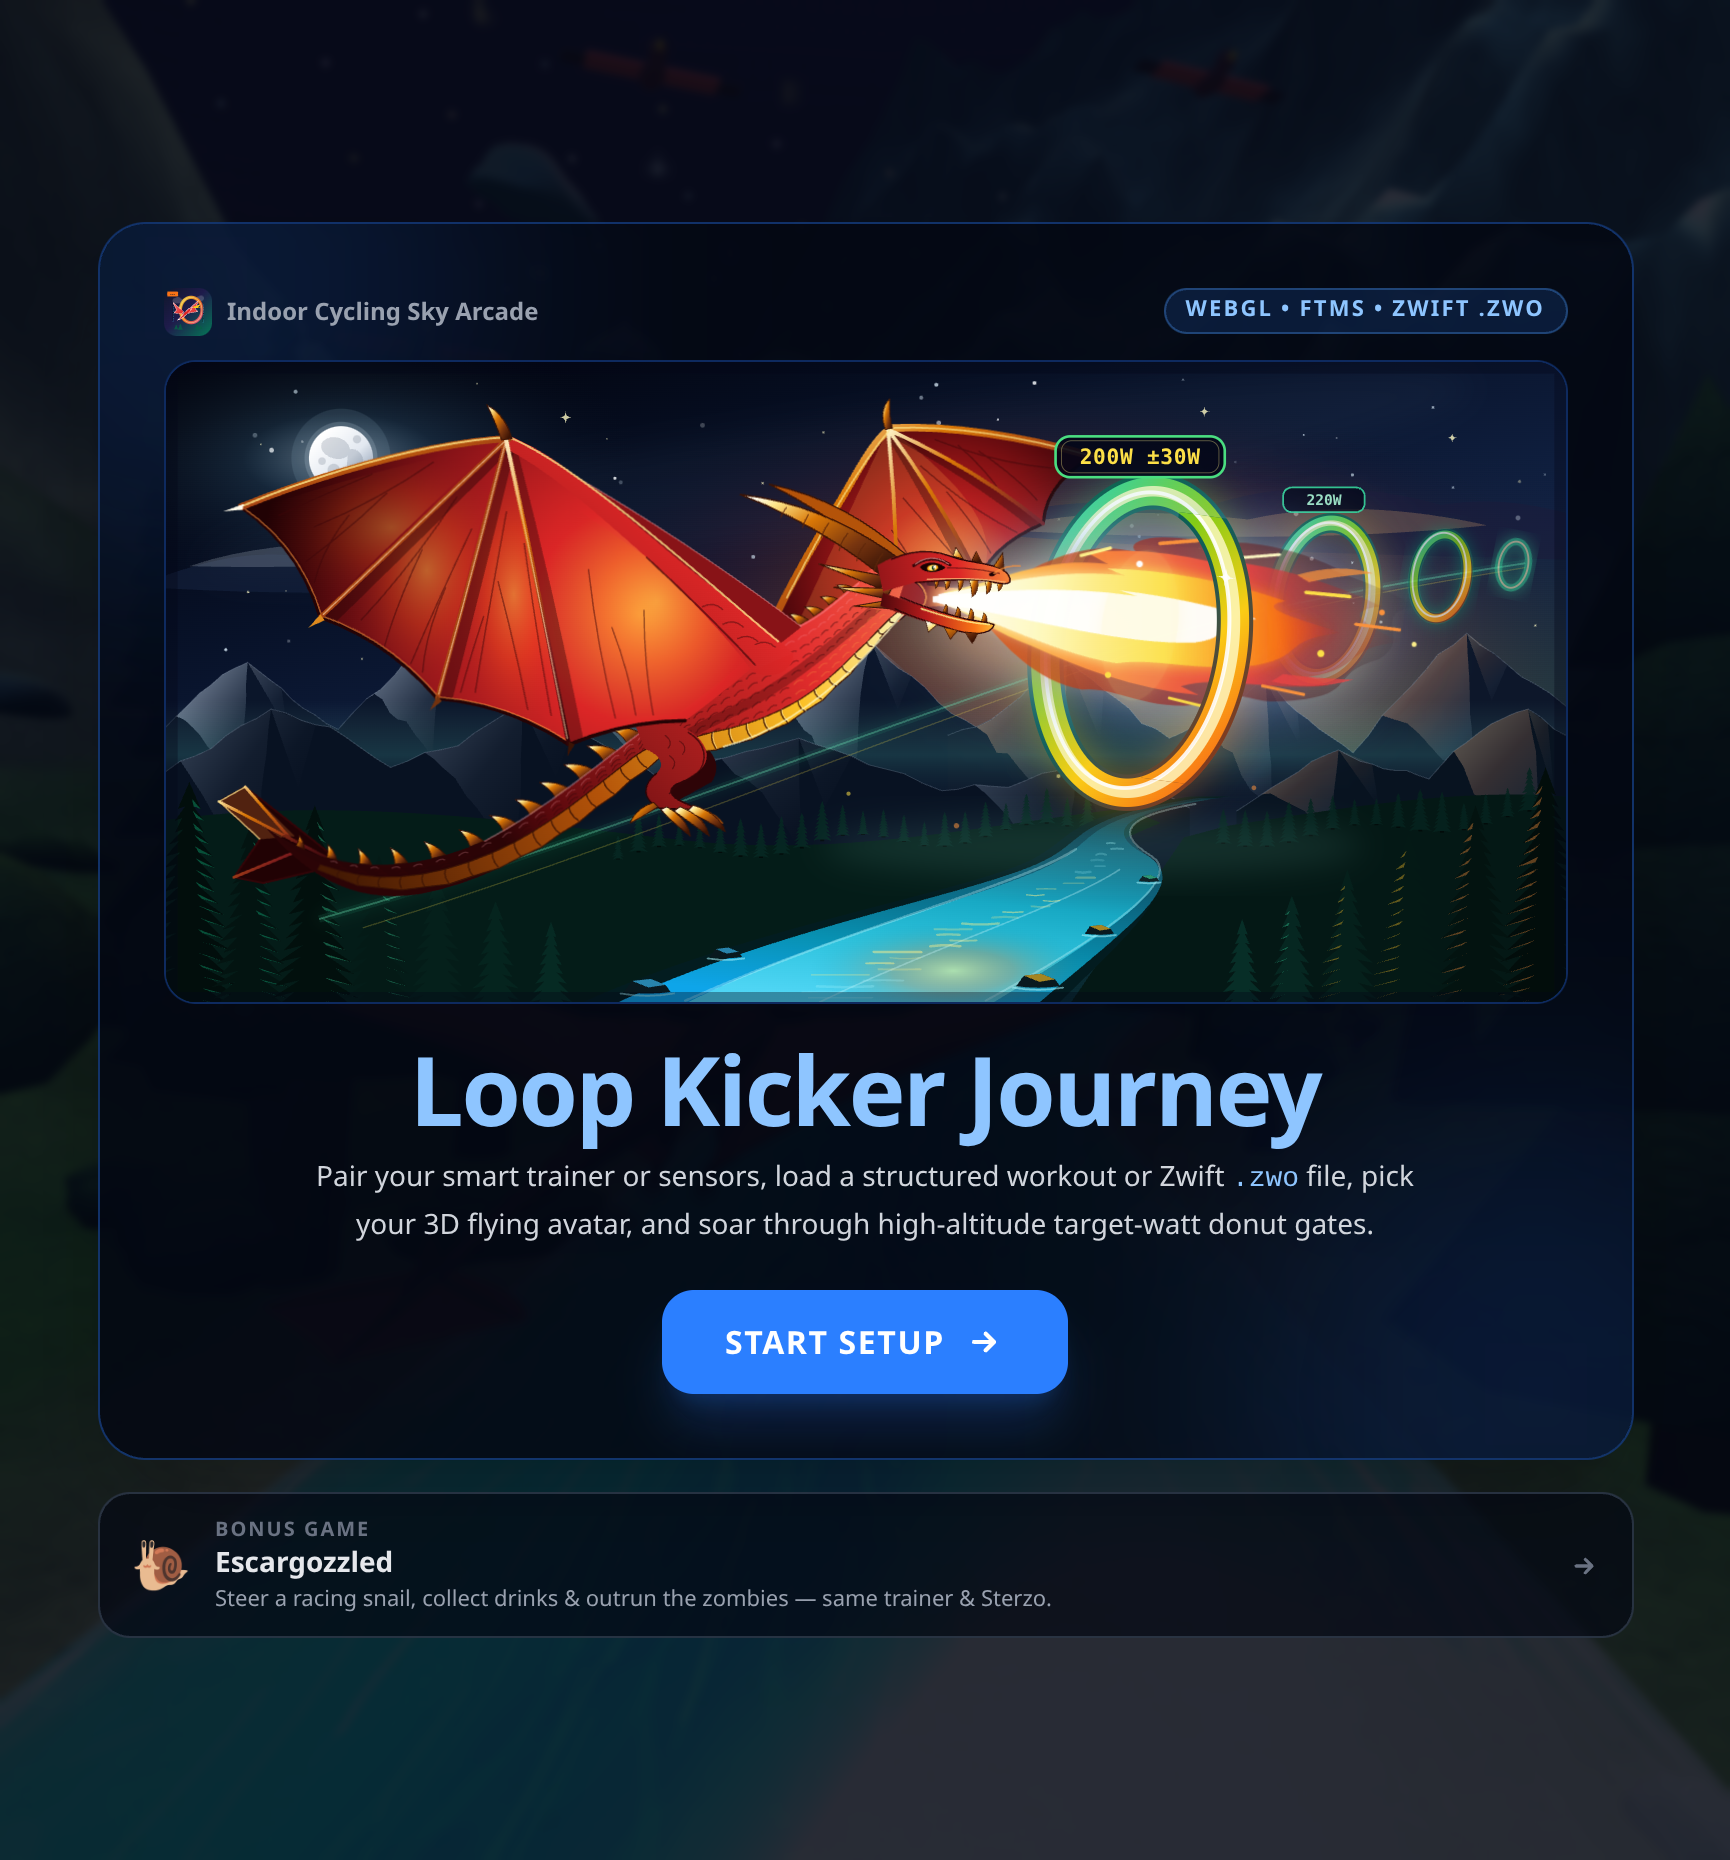 Indoor Cycling Sky Arcade
WEBGL • FTMS • ZWIFT .ZWO
200W ±30W
220W
Loop Kicker Journey
Pair your smart trainer or sensors, load a structured workout or Zwift .zwo file, pick
your 3D flying avatar, and soar through high-altitude target-watt donut gates.
START SETUP →
BONUS GAME
Escargozzled
Steer a racing snail, collect drinks & outrun the zombies — same trainer & Sterzo.